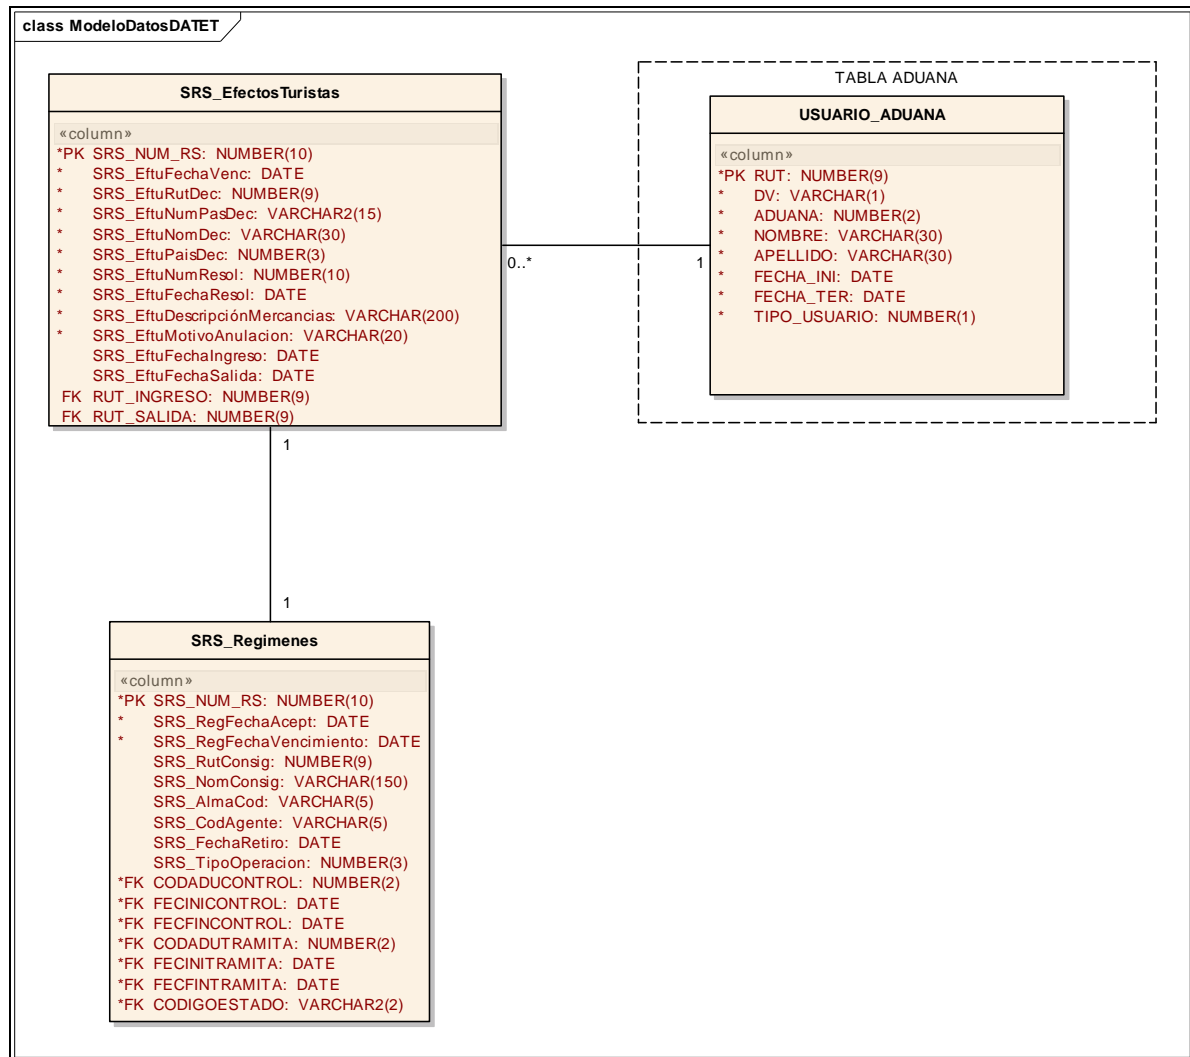 class ModeloDatosDATET
SRS_EfectosTuristas
«column»
*PK SRS_NUM_RS: NUMBER(10)
* SRS_EftuFechaVenc: DATE
* SRS_EftuRutDec: NUMBER(9)
* SRS_EftuNumPasDec: VARCHAR2(15)
* SRS_EftuNomDec: VARCHAR(30)
* SRS_EftuPaisDec: NUMBER(3)
* SRS_EftuNumResol: NUMBER(10)
* SRS_EftuFechaResol: DATE
* SRS_EftuDescripciónMercancias: VARCHAR(200)
* SRS_EftuMotivoAnulacion: VARCHAR(20)
SRS_EftuFechaIngreso: DATE
SRS_EftuFechaSalida: DATE
FK RUT_INGRESO: NUMBER(9)
FK RUT_SALIDA: NUMBER(9)
TABLA ADUANA
USUARIO_ADUANA
«column»
*PK RUT: NUMBER(9)
* DV: VARCHAR(1)
* ADUANA: NUMBER(2)
* NOMBRE: VARCHAR(30)
* APELLIDO: VARCHAR(30)
* FECHA_INI: DATE
* FECHA_TER: DATE
* TIPO_USUARIO: NUMBER(1)
0..*
1
1
1
SRS_Regimenes
«column»
*PK SRS_NUM_RS: NUMBER(10)
* SRS_RegFechaAcept: DATE
* SRS_RegFechaVencimiento: DATE
SRS_RutConsig: NUMBER(9)
SRS_NomConsig: VARCHAR(150)
SRS_AlmaCod: VARCHAR(5)
SRS_CodAgente: VARCHAR(5)
SRS_FechaRetiro: DATE
SRS_TipoOperacion: NUMBER(3)
*FK CODADUCONTROL: NUMBER(2)
*FK FECINICONTROL: DATE
*FK FECFINCONTROL: DATE
*FK CODADUTRAMITA: NUMBER(2)
*FK FECINITRAMITA: DATE
*FK FECFINTRAMITA: DATE
*FK CODIGOESTADO: VARCHAR2(2)